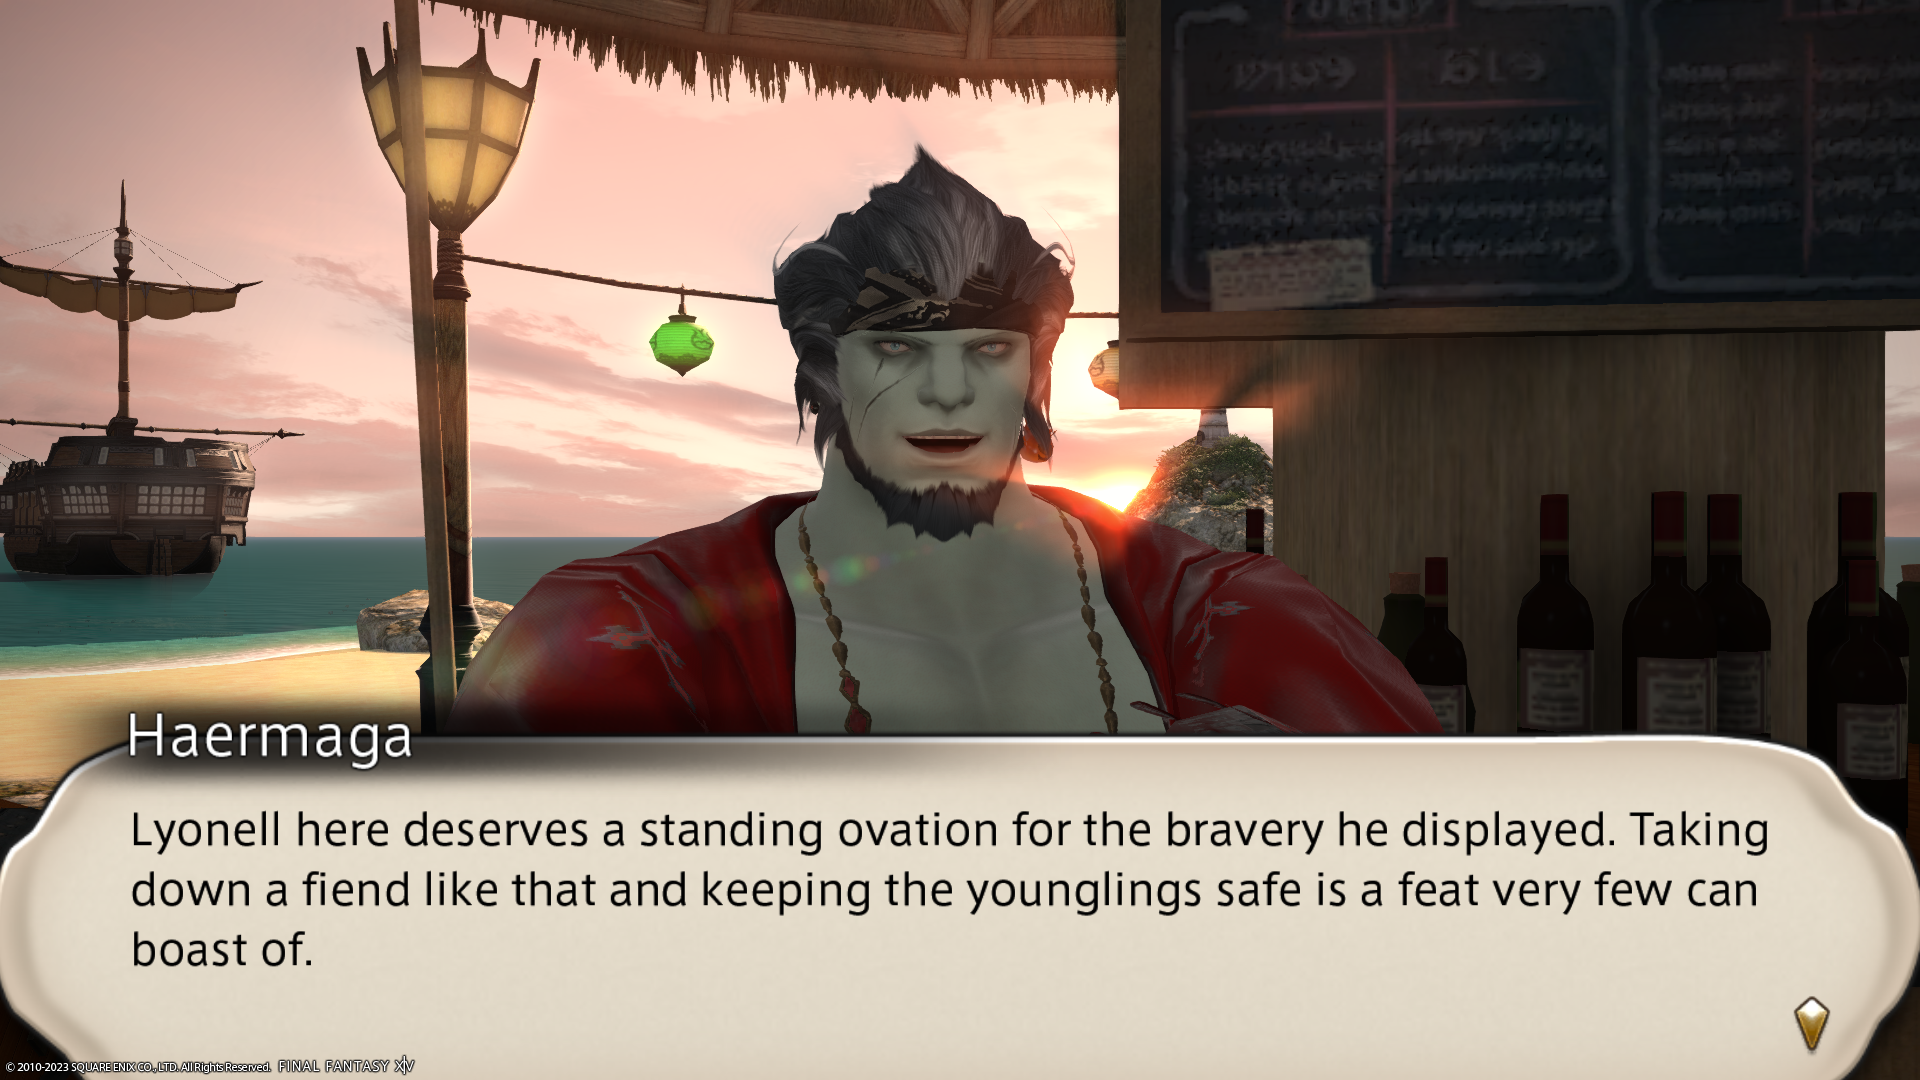 Haermaga
Lyonell here deserves a standing ovation for the bravery he displayed. Taking
down a fiend like that and keeping the younglings safe is a feat very few can
boast of.
© 2010-2023 SQUARE ENIX CO., LTD. All Rights Reserved. FINAL FANTASY XIV